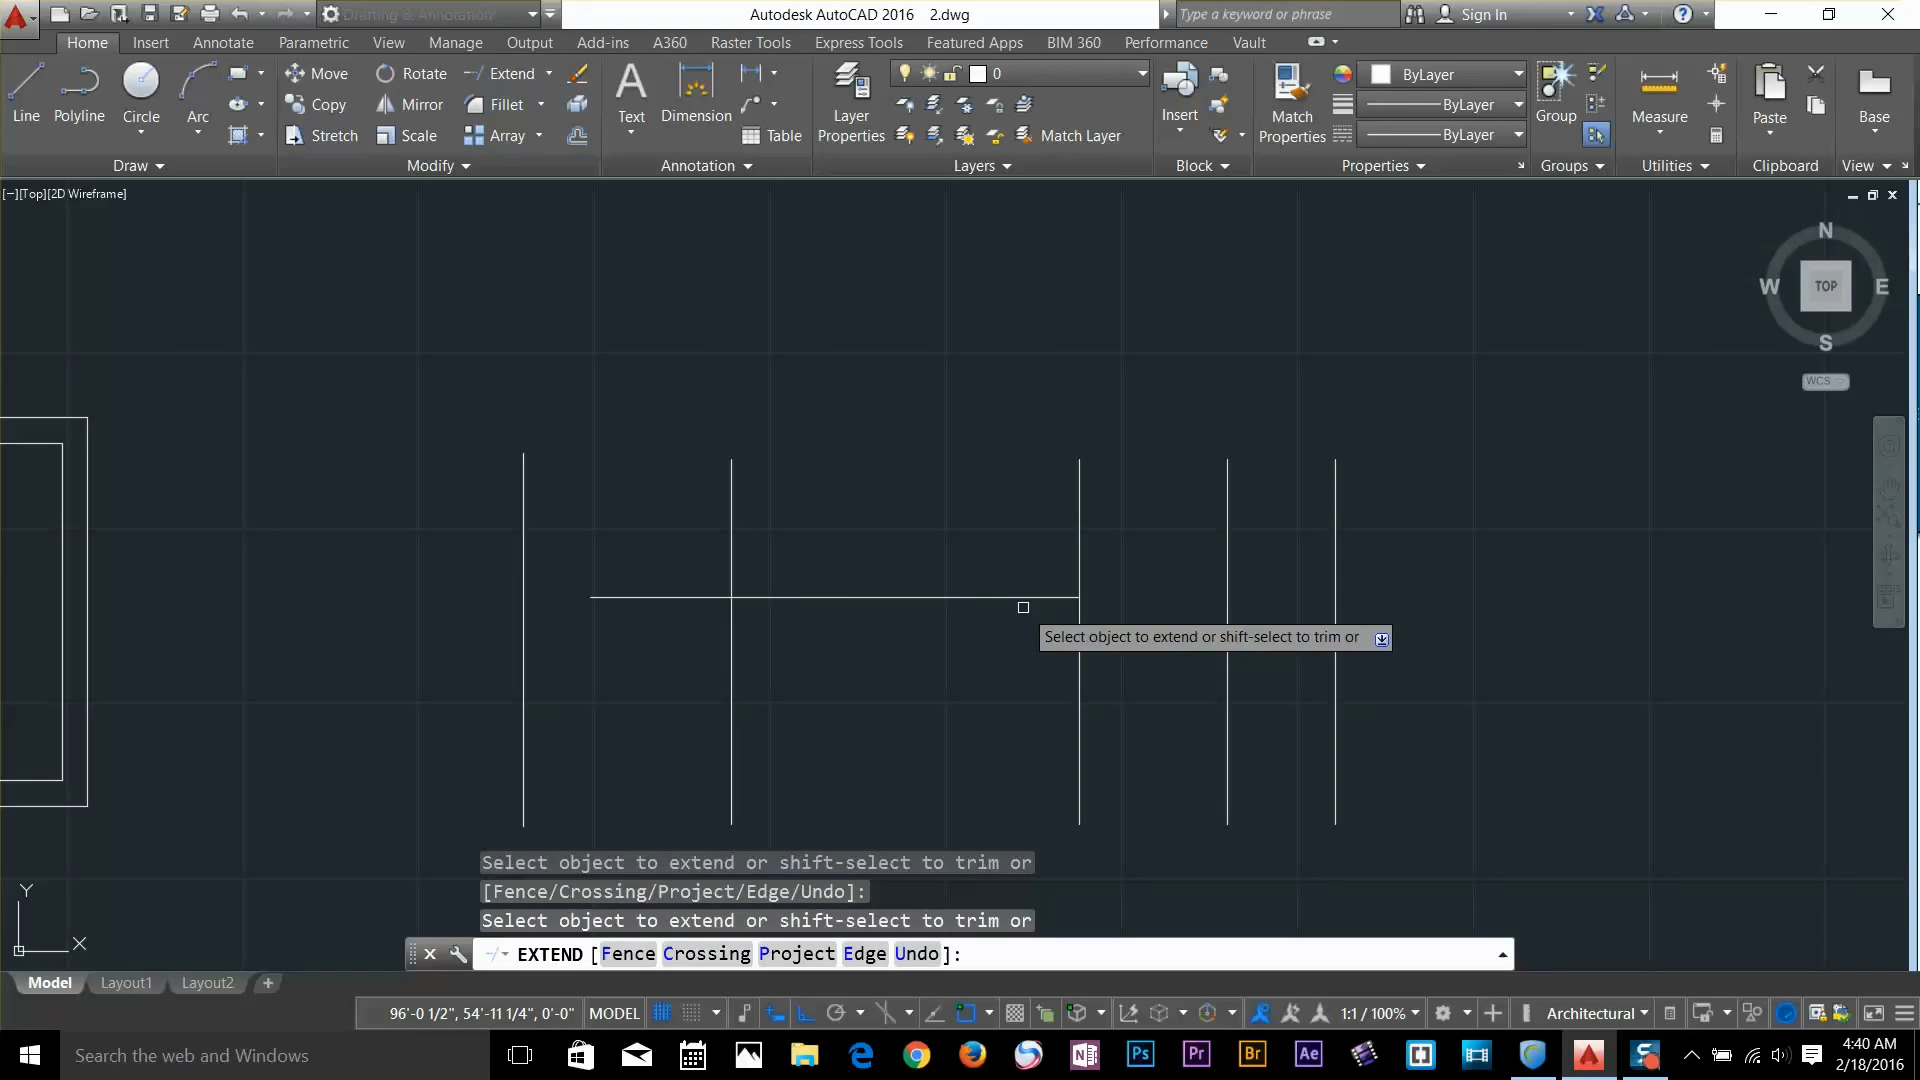 Drafting & Annotation
Autodesk AutoCAD 2016 2.dwg
Type a keyword or phrase
Sign In
Home Insert Annotate Parametric View Manage Output Add-ins A360 Raster Tools Express Tools Featured Apps BIM 360 Performance Vault
Line Polyline Circle Arc
Draw
Move Rotate Extend
Copy Mirror Fillet
Stretch Scale Array
Modify
Text Dimension
Table
Annotation
Layer Properties
0
Match Layer
Layers
Insert
Block
Match Properties
ByLayer
ByLayer
ByLayer
Properties
Group
Groups
Measure
Utilities
Paste
Clipboard
Base
View
[−][Top][2D Wireframe]
N
W TOP E
S
WCS
Select object to extend or shift-select to trim or
Y
X
Select object to extend or shift-select to trim or
[Fence/Crossing/Project/Edge/Undo]:
Select object to extend or shift-select to trim or
EXTEND [Fence Crossing Project Edge Undo]:
Model Layout1 Layout2 +
96'-0 1/2", 54'-11 1/4", 0'-0" MODEL 1:1 / 100% Architectural
Search the web and Windows
Ps Pr Br Ae
4:40 AM
2/18/2016